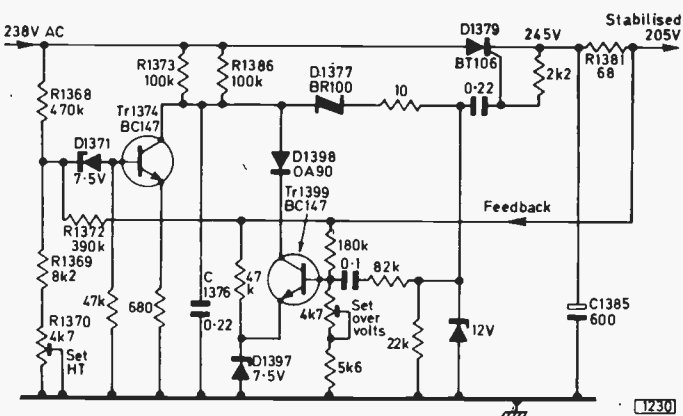 238V AC
D1379
BT106
245V
Stabilised
205V
R1373
100k
R1386
100k
D1377
BR100
10
0·22
2k2
R1381
68
R1368
470k
Tr1374
BC147
D1371
7·5V
D1398
OA90
Tr1399
BC147
Feedback
R1372
390k
R1369
8k2
180k
0·1
82k
47k
680
C
1376
0·22
47
k
4k7
Set
over
volts
22k
12V
C1385
600
R1370
4k7
Set
HT
D1397
7·5V
5k6
1230